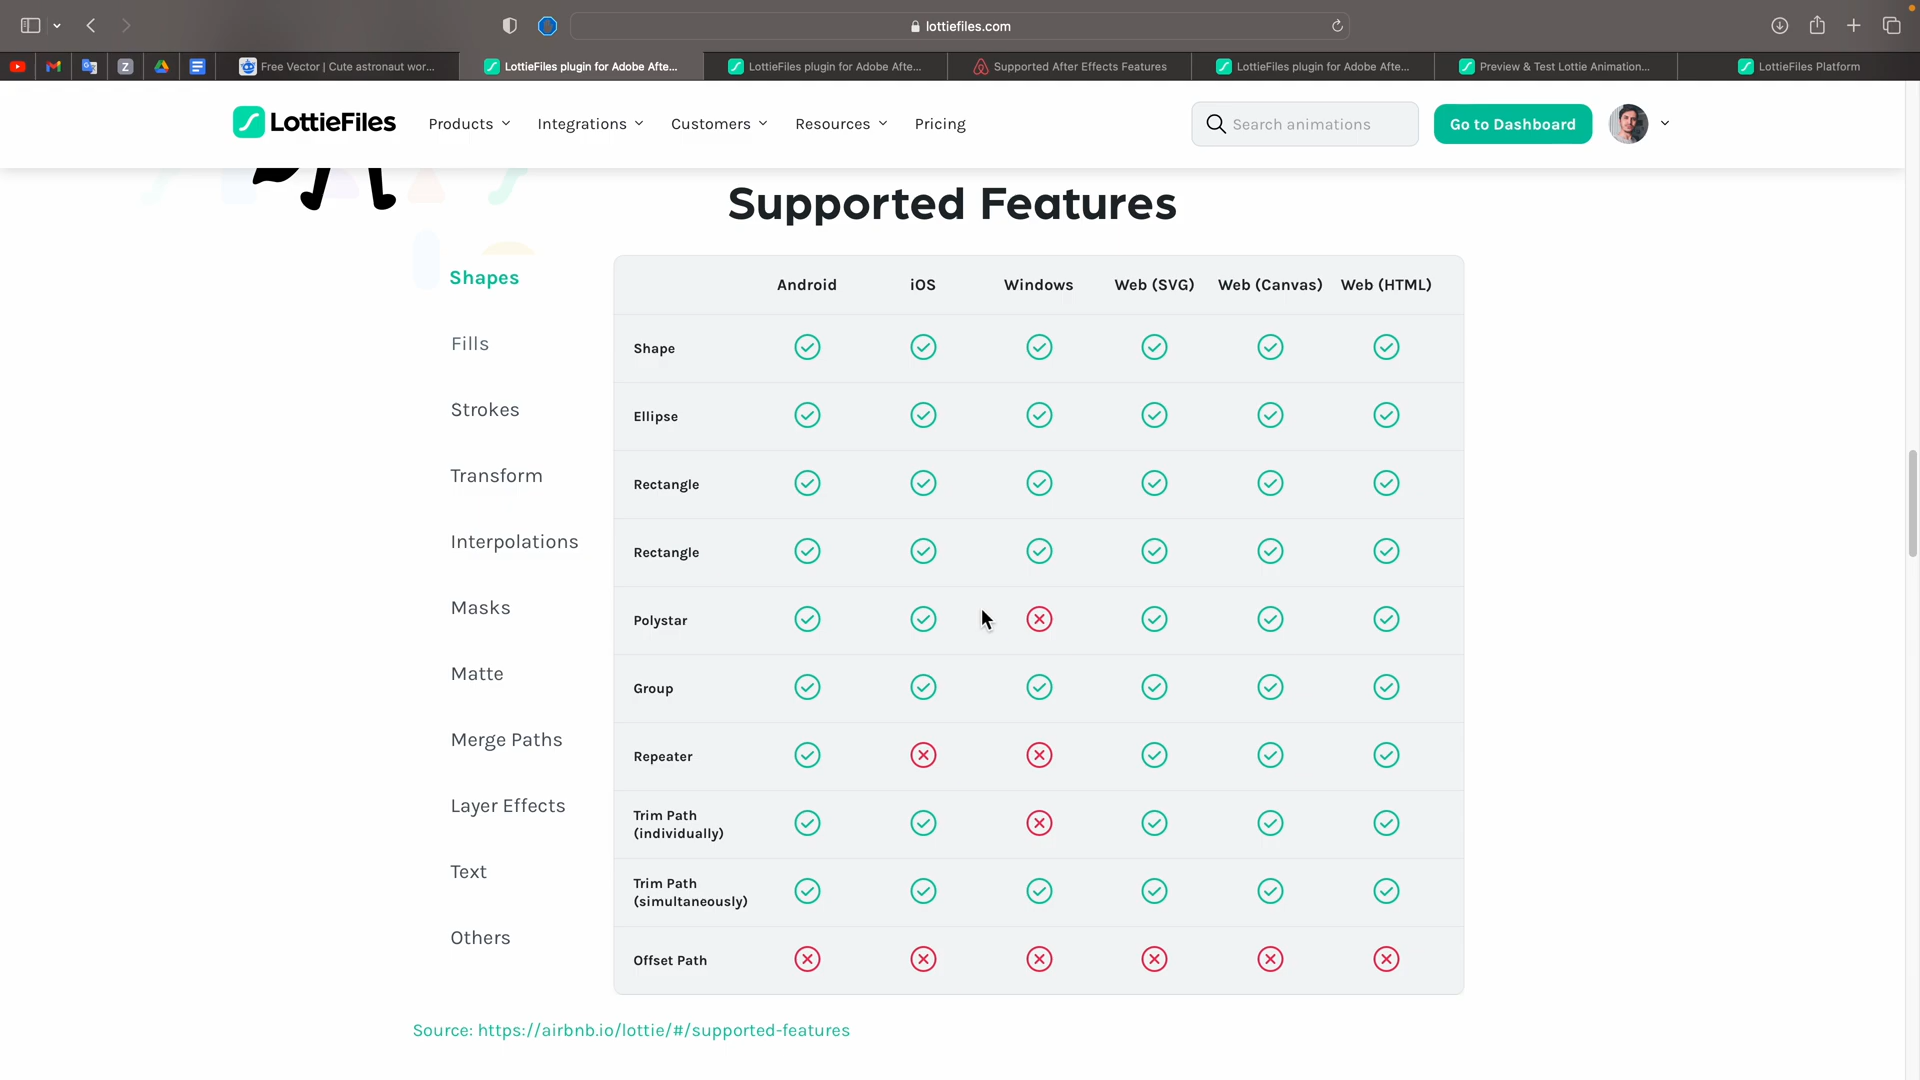 lottiefiles.com
Free Vector | Cute astronaut wor...
LottieFiles plugin for Adobe Afte...
LottieFiles plugin for Adobe Afte...
Supported After Effects Features
LottieFiles plugin for Adobe Afte...
Preview & Test Lottie Animation...
LottieFiles Platform
LottieFiles
Products
Integrations
Customers
Resources
Pricing
Search animations
Go to Dashboard
Supported Features
Shapes
Fills
Strokes
Transform
Interpolations
Masks
Matte
Merge Paths
Layer Effects
Text
Others
Android iOS Windows Web (SVG) Web (Canvas) Web (HTML)
Shape
Ellipse
Rectangle
Rectangle
Polystar
Group
Repeater
Trim Path
(individually)
Trim Path
(simultaneously)
Offset Path
Source: https://airbnb.io/lottie/#/supported-features